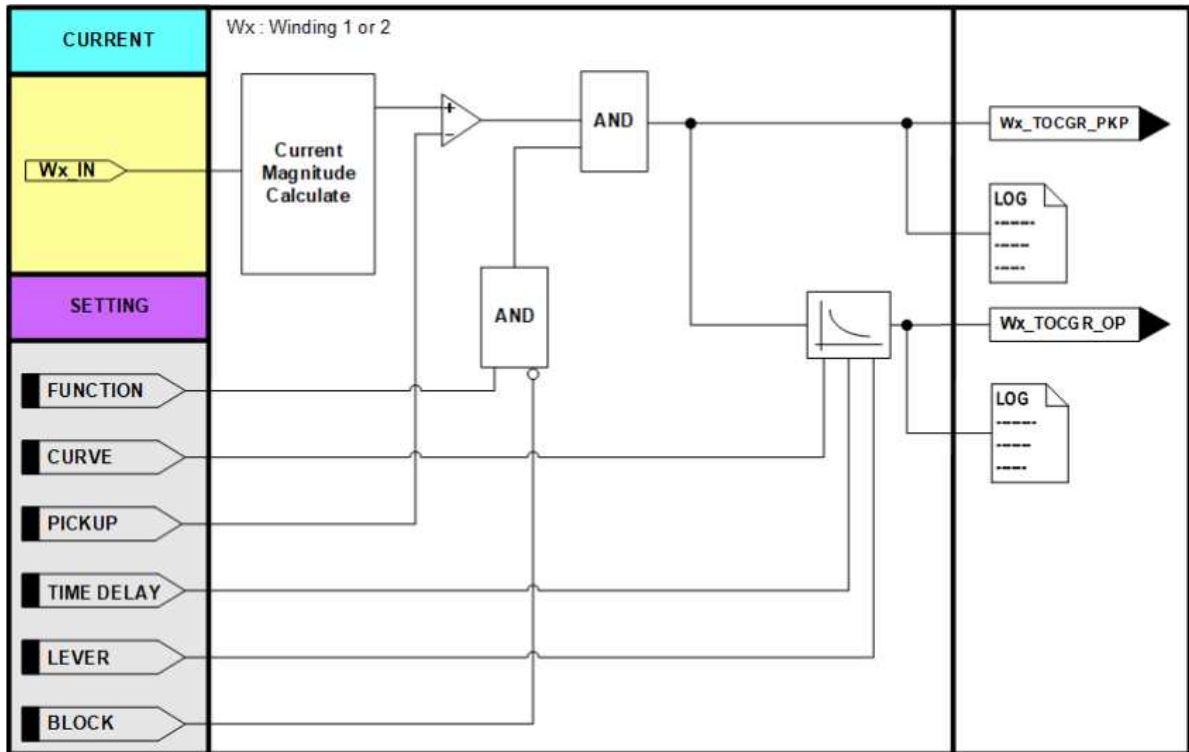 CURRENT
Wx : Winding 1 or 2
Wx_IN
Current
Magnitude
Calculate
+
−
AND
Wx_TOCGR_PKP
LOG
SETTING
AND
Wx_TOCGR_OP
LOG
FUNCTION
CURVE
PICKUP
TIME DELAY
LEVER
BLOCK